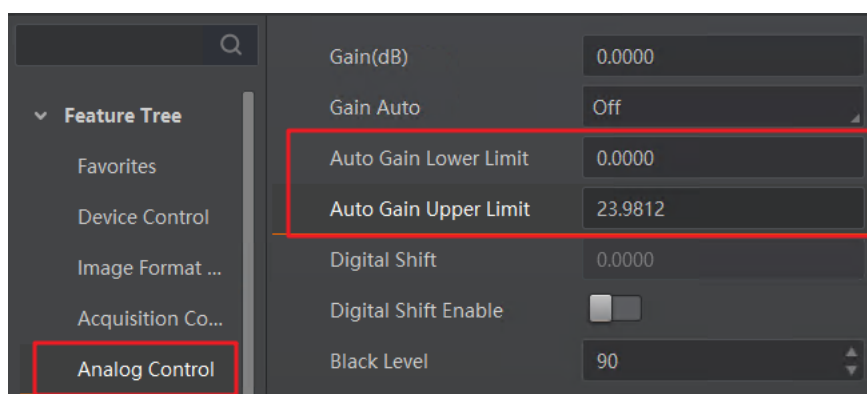 Feature Tree
Favorites
Device Control
Image Format ...
Acquisition Co...
Analog Control
Gain(dB) 0.0000
Gain Auto Off
Auto Gain Lower Limit 0.0000
Auto Gain Upper Limit 23.9812
Digital Shift 0.0000
Digital Shift Enable
Black Level 90